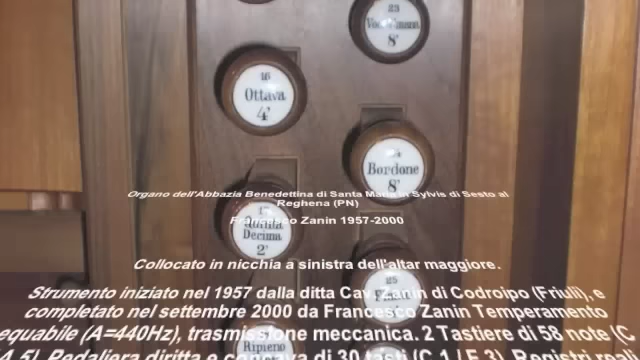 23
8'
16
Ottava
4'
Bordone
8'
Organo dell'Abbazia Benedettina di Santa Maria in Sylvis di Sesto al
Reghena (PN)
Francesco Zanin 1957-2000
Decima
2'
Collocato in nicchia a sinistra dell'altar maggiore.
25
Strumento iniziato nel 1957 dalla ditta Cav. Zanin di Codroipo (Friuli), e
completato nel settembre 2000 da Francesco Zanin Temperamento
equabile (A=440Hz), trasmissione meccanica. 2 Tastiere di 58 note (C
Ripieno
Pedaliera diritta e concava di 30 tasti (C.1 | F.3). Registri